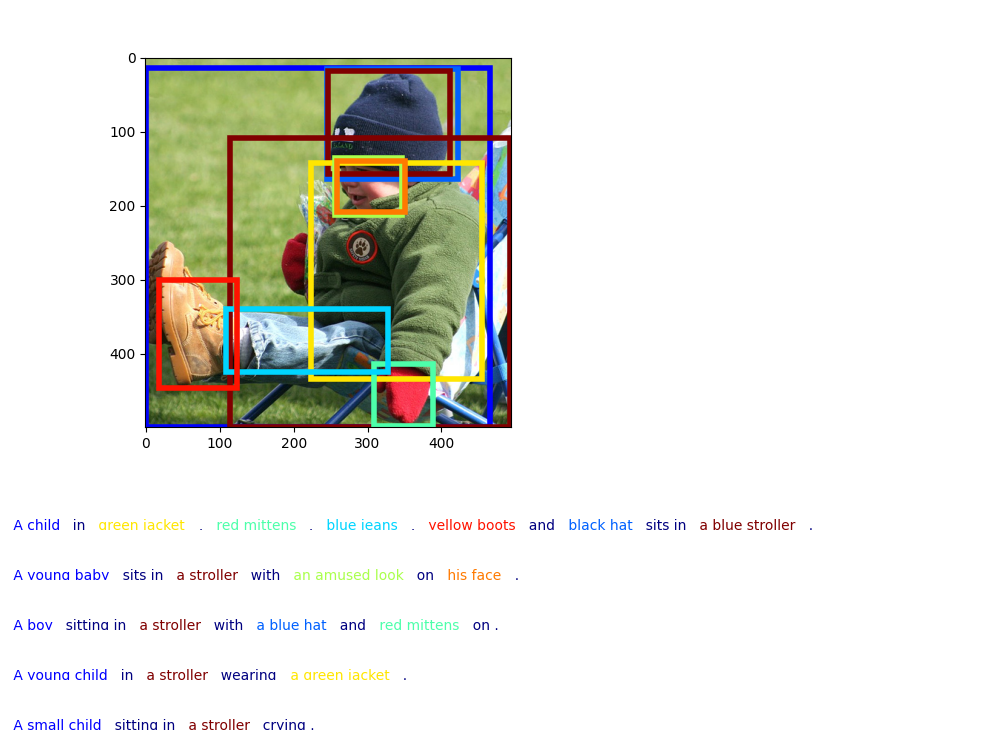 0
100
200
300
400
0 100 200 300 400
A child in green jacket , red mittens , blue jeans , yellow boots and black hat sits in a blue stroller .
A young baby sits in a stroller with an amused look on his face .
A boy sitting in a stroller with a blue hat and red mittens on .
A young child in a stroller wearing a green jacket .
A small child sitting in a stroller crying .